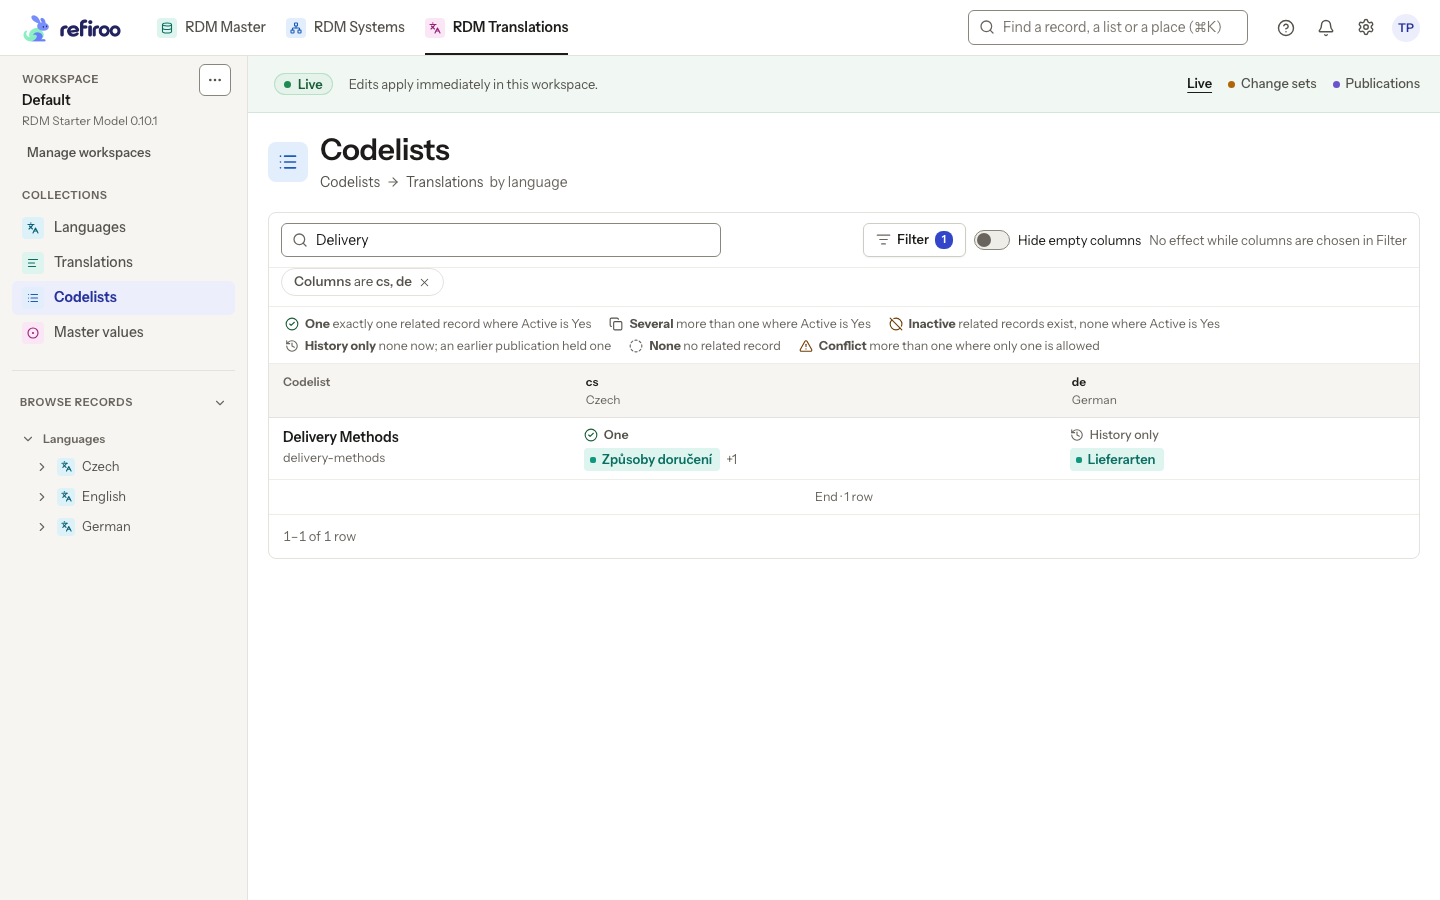 refiroo
RDM Master
RDM Systems
RDM Translations
Find a record, a list or a place (⌘K)
TP
WORKSPACE
Default
RDM Starter Model 0.10.1
Manage workspaces
COLLECTIONS
Languages
Translations
Codelists
Master values
BROWSE RECORDS
Languages
Czech
English
German
Live
Edits apply immediately in this workspace.
Live
Change sets
Publications
Codelists
Codelists → Translations by language
Delivery
Filter 1
Hide empty columns
No effect while columns are chosen in Filter
Columns are cs, de
One exactly one related record where Active is Yes
Several more than one where Active is Yes
Inactive related records exist, none where Active is Yes
History only none now; an earlier publication held one
None no related record
Conflict more than one where only one is allowed
Codelist
cs
Czech
de
German
Delivery Methods
delivery-methods
One
Způsoby doručení +1
History only
Lieferarten
End · 1 row
1–1 of 1 row